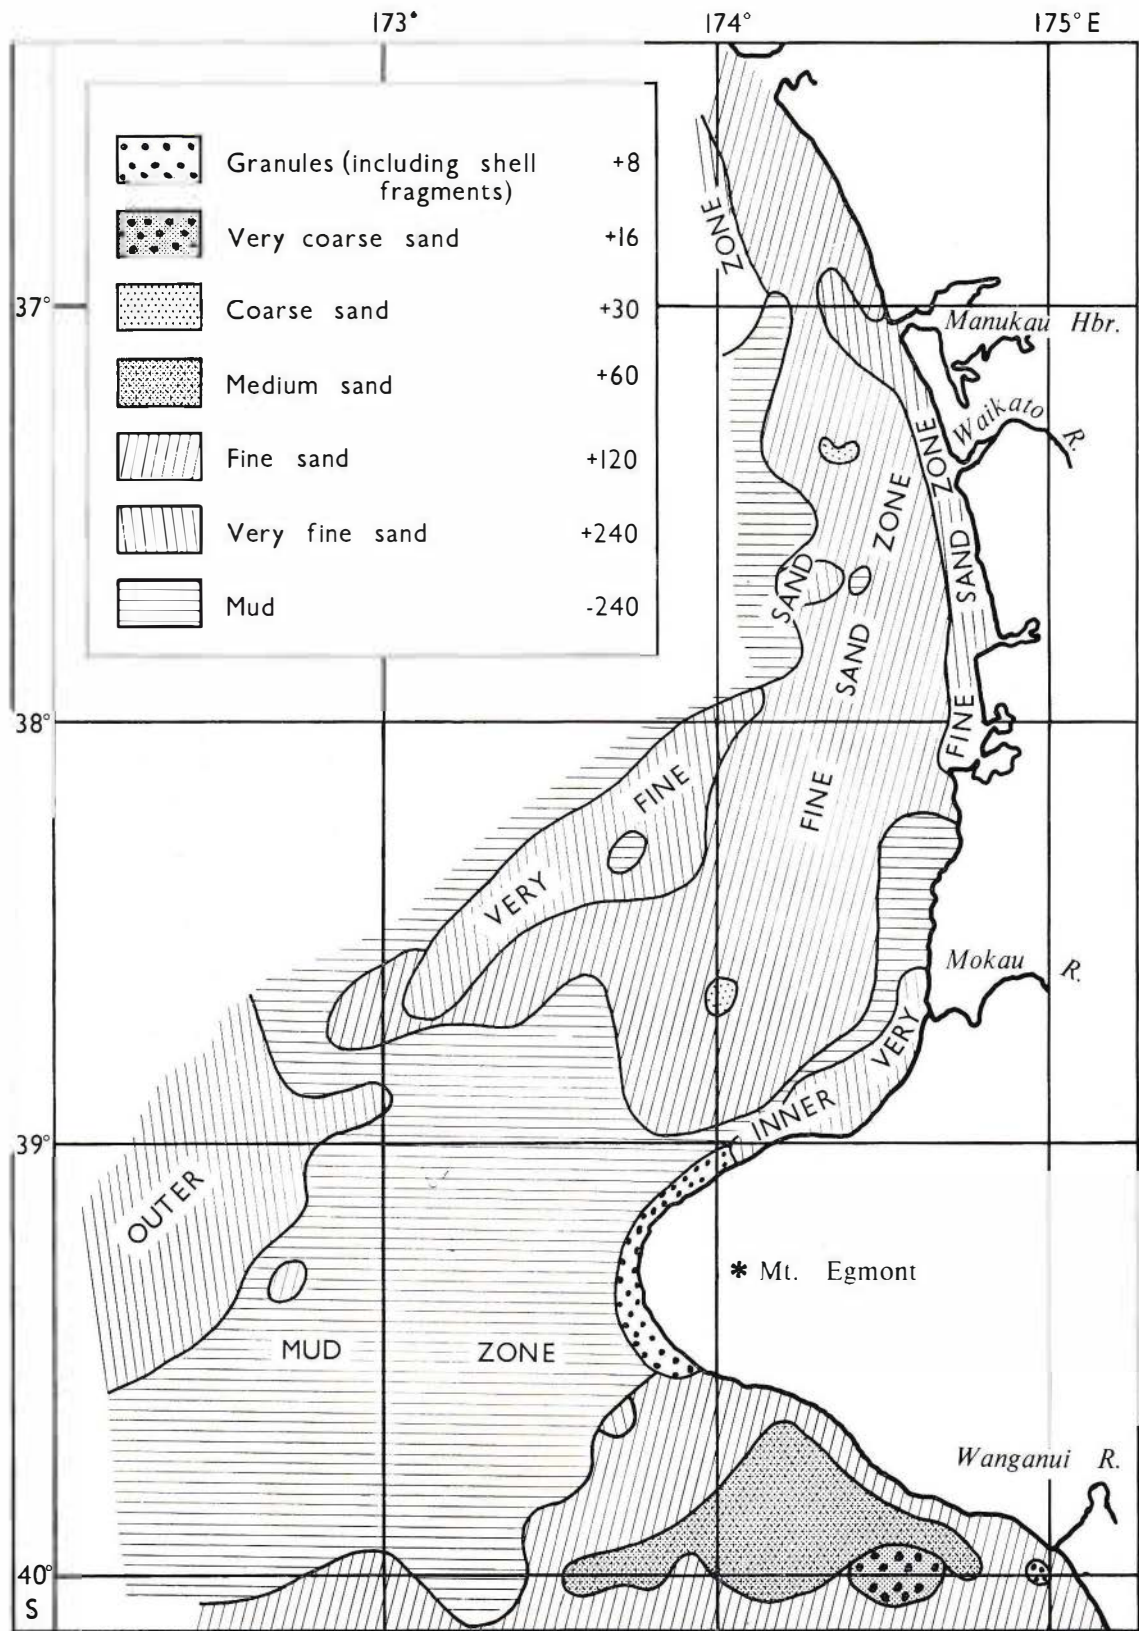 173°
174°
175° E
Granules (including shell fragments) +8
Very coarse sand +16
Coarse sand +30
Medium sand +60
Fine sand +120
Very fine sand +240
Mud -240
37°
38°
39°
40°
S
ZONE
Manukau Hbr.
Waikato R.
ZONE
SAND
FINE
ZONE
SAND
FINE
SAND
FINE
VERY
Mokau R.
VERY
INNER
OUTER
Mt. Egmont
MUD ZONE
Wanganui R.